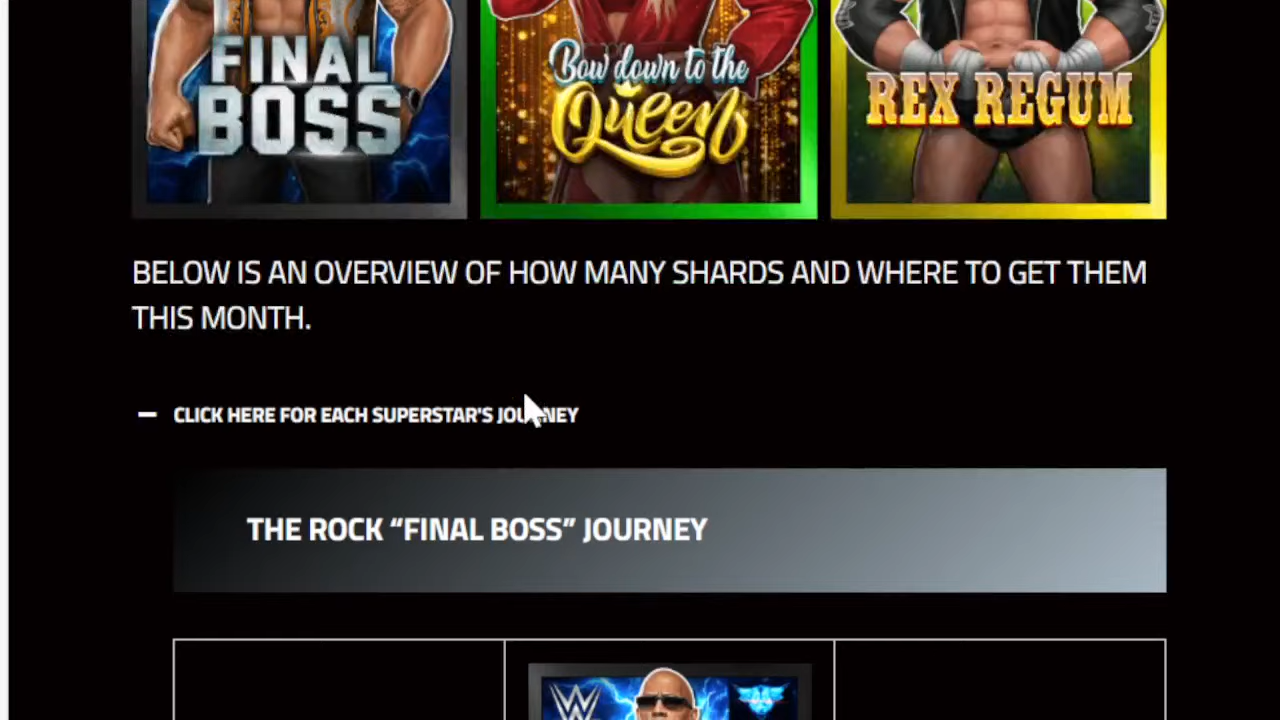 FINAL
BOSS
Bow down to the
Queen
REX REGUM
BELOW IS AN OVERVIEW OF HOW MANY SHARDS AND WHERE TO GET THEM
THIS MONTH.
CLICK HERE FOR EACH SUPERSTAR'S JOURNEY
THE ROCK “FINAL BOSS” JOURNEY
W